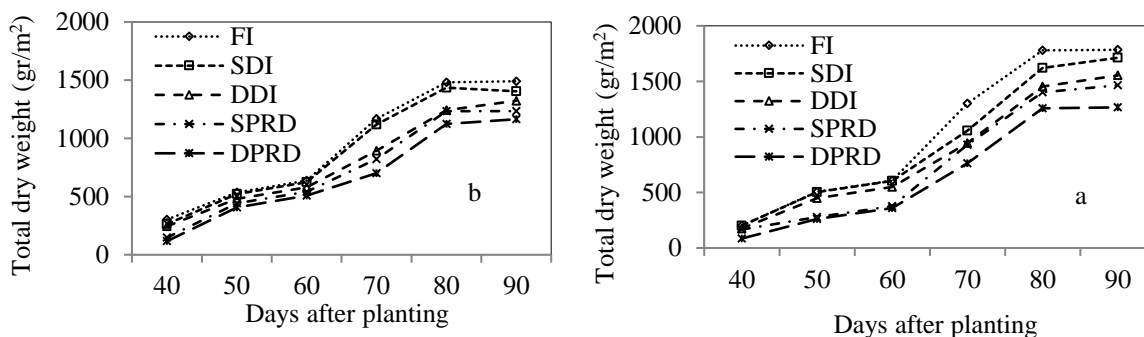 Total dry weight (gr/m²)
2000
1500
1000
500
0
FI
SDI
DDI
SPRD
DPRD
b
40 50 60 70 80 90
Days after planting
Total dry weight (gr/m²)
2000
1500
1000
500
0
FI
SDI
DDI
SPRD
DPRD
a
40 50 60 70 80 90
Days after planting